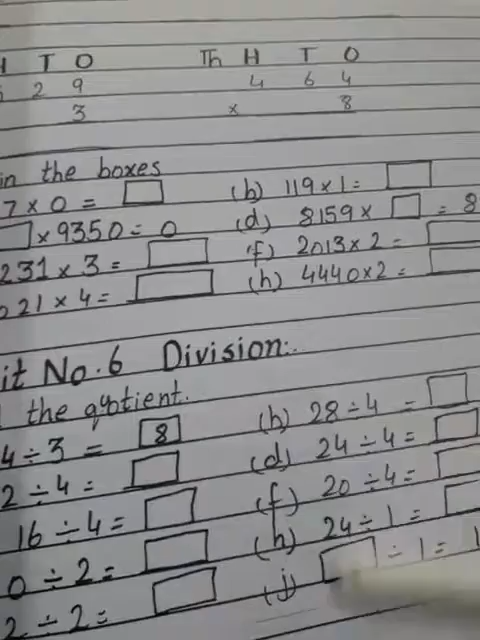 H T O Th H T O
2 9 4 6 4
3 × 8
in the boxes
7 × 0 = (b) 119 × 1 =
× 9350 = 0 (d) 8159 × = 8
231 × 3 = (f) 2013 × 2 =
021 × 4 = (h) 4440 × 2 =
it No. 6 Division:.
the quotient.
4 ÷ 3 = 8 (b) 28 ÷ 4 =
2 ÷ 4 = (d) 24 ÷ 4 =
16 ÷ 4 = (f) 20 ÷ 4 =
0 ÷ 2 = (h) 24 ÷ 1 =
2 ÷ 2 = (j) ÷ 1 = 1